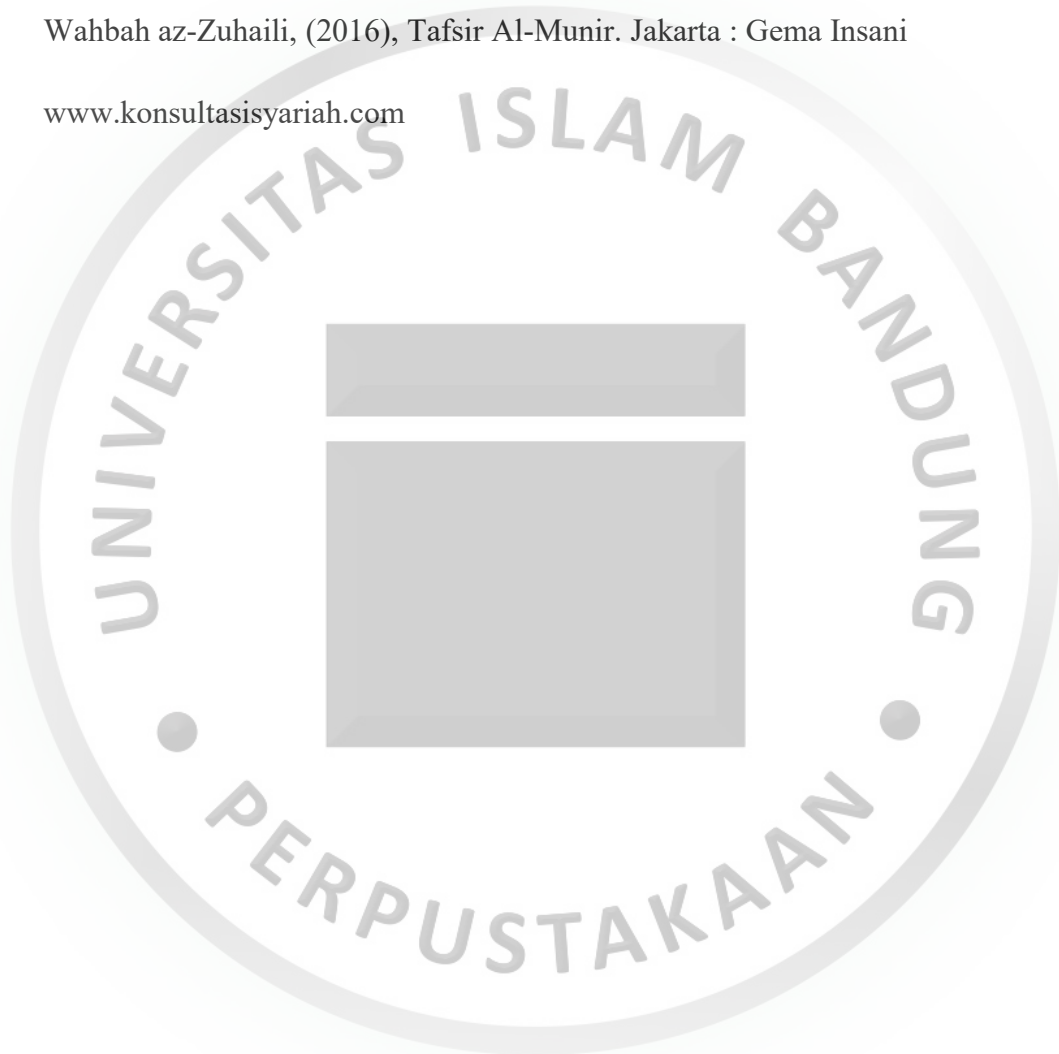 Wahbah az-Zuhaili, (2016), Tafsir Al-Munir. Jakarta : Gema Insani
www.konsultasisyariah.com
UNIVERSITAS ISLAM BANDUNG
PERPUSTAKAAN